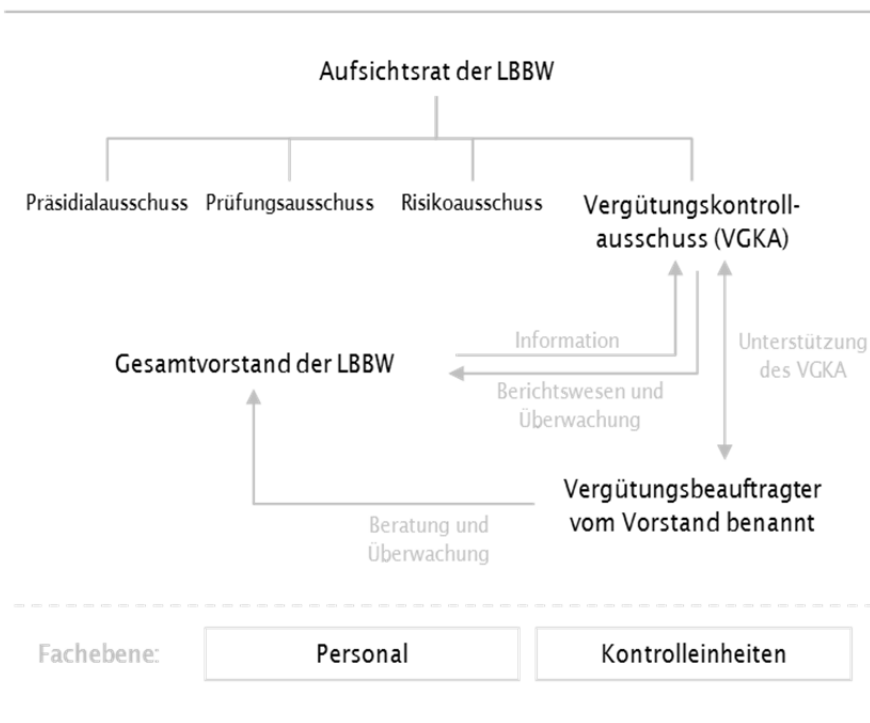 Aufsichtsrat der LBBW
Präsidialausschuss
Prüfungsausschuss
Risikoausschuss
Vergütungskontroll-
ausschuss (VGKA)
Information
Unterstützung
des VGKA
Gesamtvorstand der LBBW
Berichtswesen und
Überwachung
Vergütungsbeauftragter
vom Vorstand benannt
Beratung und
Überwachung
Fachebene:
Personal
Kontrolleinheiten